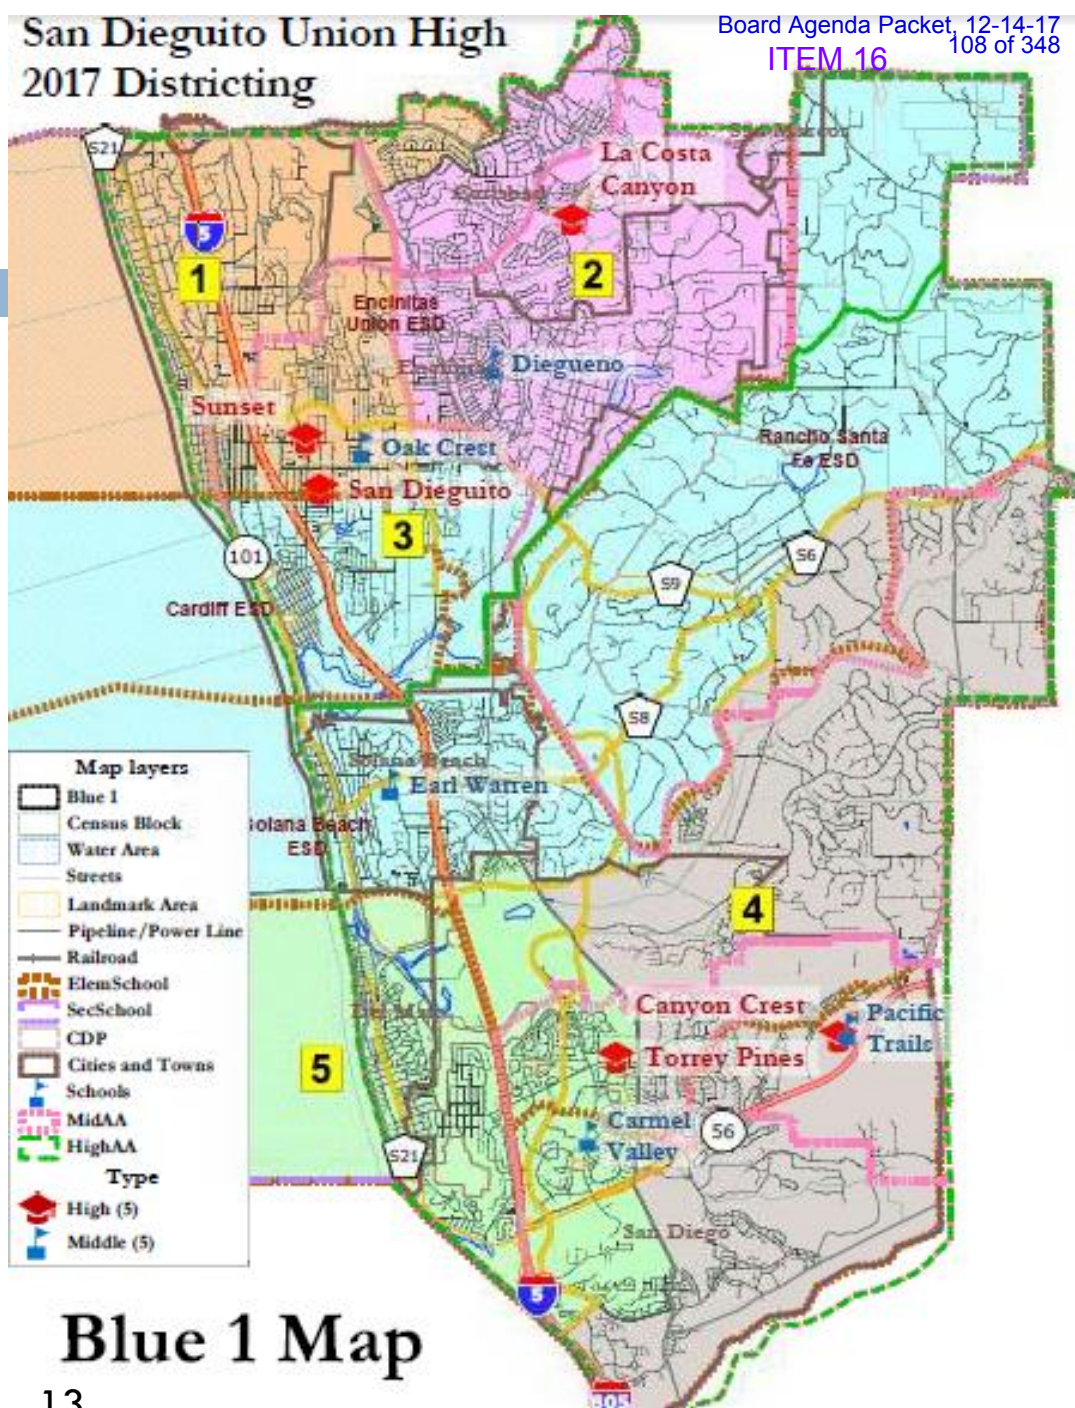 San Dieguito Union High
2017 Districting
Board Agenda Packet, 12-14-17
108 of 348
ITEM 16
S21
5
1
La Costa
Canyon
2
Encinitas
Union ESD
Diegueno
Sunset
Oak Crest
San Dieguito
3
Rancho Santa
Fe ESD
101
S9
S6
Cardiff ESD
S8
Solana Beach
Earl Warren
Solana Beach
ESD
Map layers
Blue 1
Census Block
Water Area
Streets
Landmark Area
Pipeline/Power Line
Railroad
ElemSchool
SecSchool
CDP
Cities and Towns
Schools
MidAA
HighAA
Type
High (5)
Middle (5)
4
Canyon Crest
Pacific
Trails
Torrey Pines
5
Carmel
Valley
56
S21
San Diego
5
805
Blue 1 Map
13